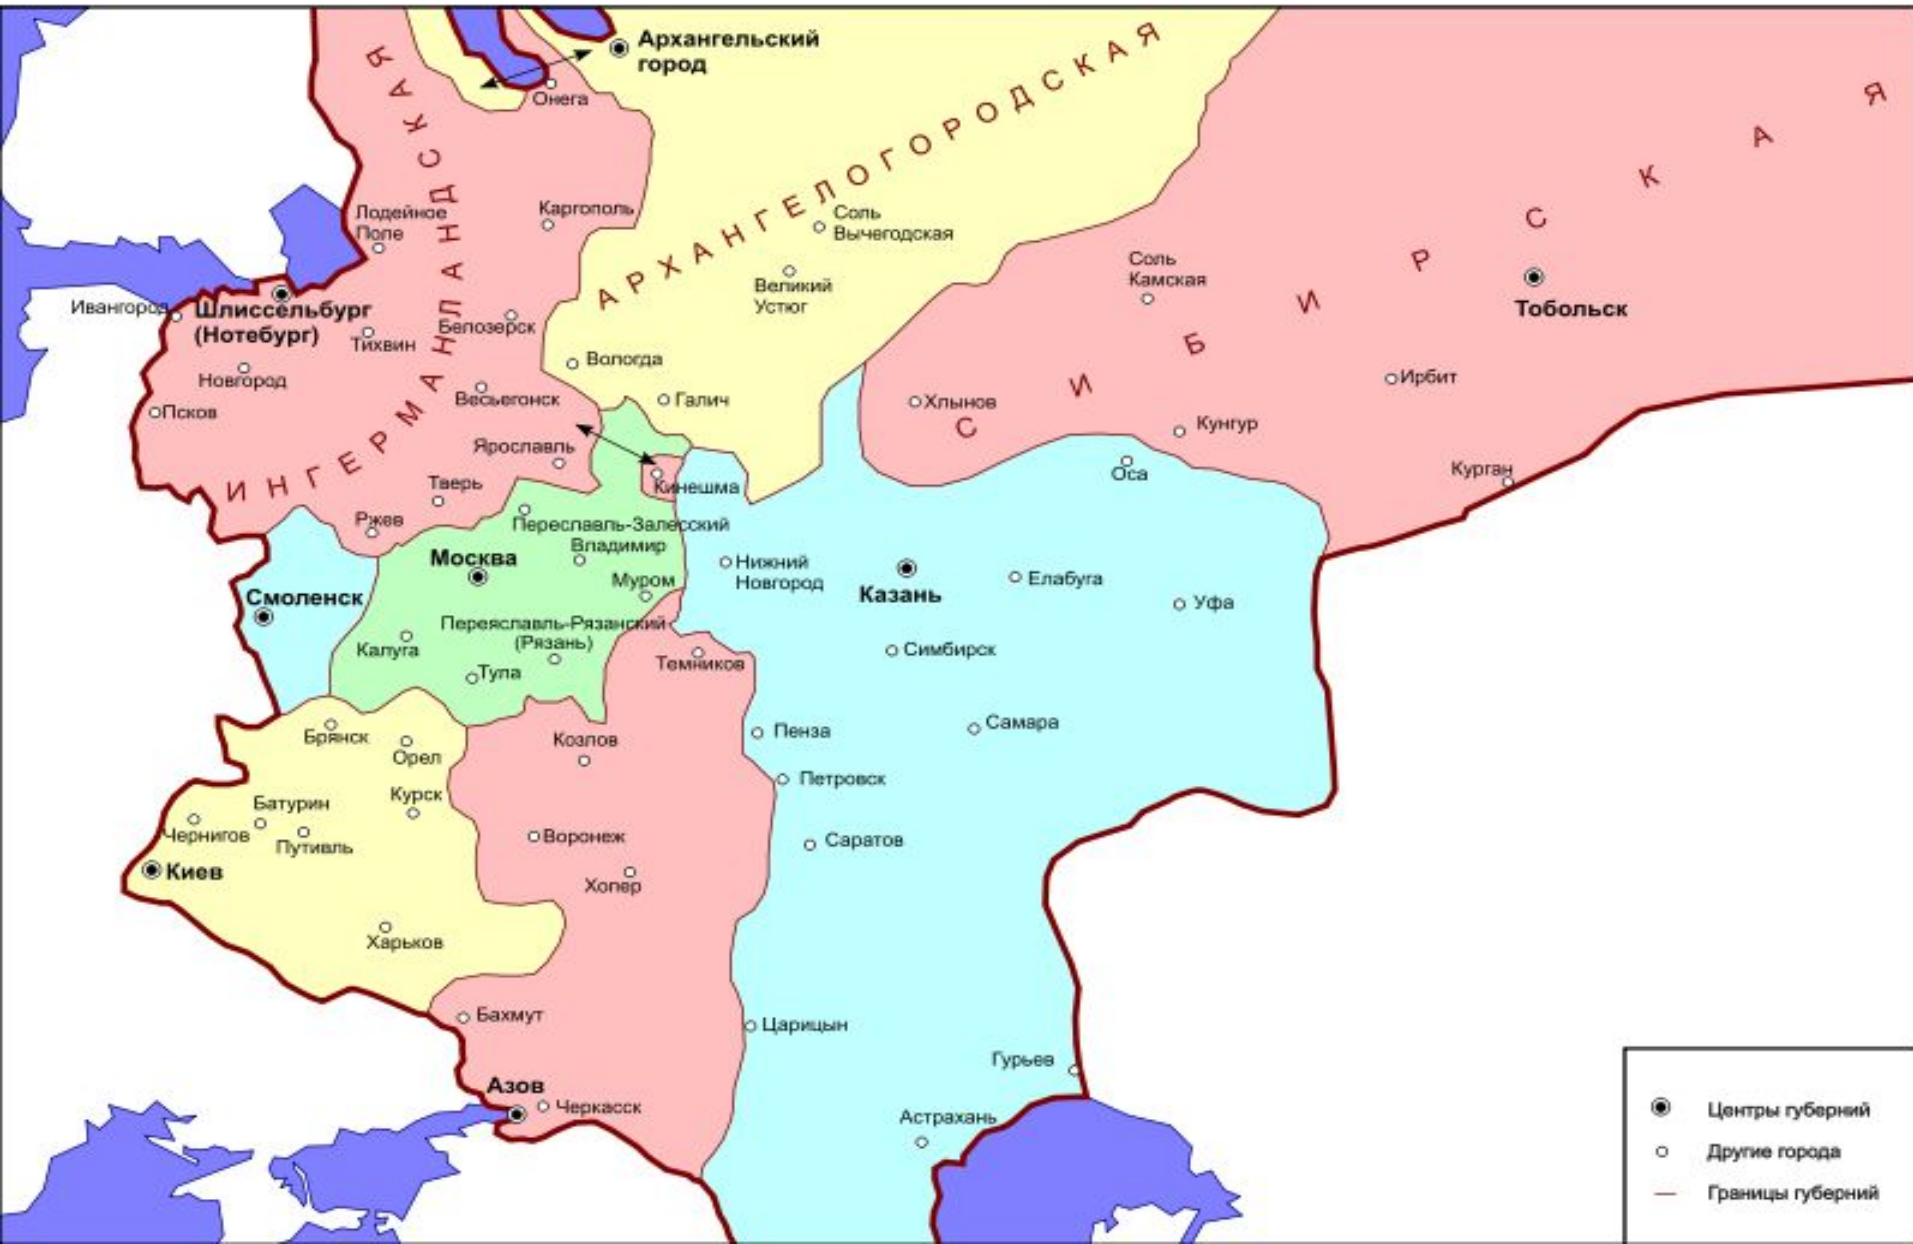 Архангельский
город
Онега
ИНГЕРМАНЛАНДСКАЯ
АРХАНГЕЛОГОРОДСКАЯ
СИБИРСКАЯ
Лодейное
Поле
Каргополь
Соль
Вычегодская
Великий
Устюг
Соль
Камская
Тобольск
Ивангород
Шлиссельбург
(Нотебург)
Тихвин
Белозерск
Новгород
Вологда
Псков
Весьегонск
Галич
Хлынов
Ирбит
Кунгур
Ярославль
Курган
Оса
Тверь
Кинешма
Ржев
Переславль-Залесский
Владимир
Москва
Муром
Нижний
Новгород
Казань
Елабуга
Уфа
Смоленск
Переяславль-Рязанский
(Рязань)
Калуга
Тула
Темников
Симбирск
Брянск
Орел
Козлов
Пенза
Самара
Петровск
Курск
Батурин
Чернигов
Путивль
Воронеж
Саратов
Киев
Хопер
Харьков
Бахмут
Царицын
Гурьев
Азов
Черкасск
Астрахань
Центры губерний
Другие города
Границы губерний